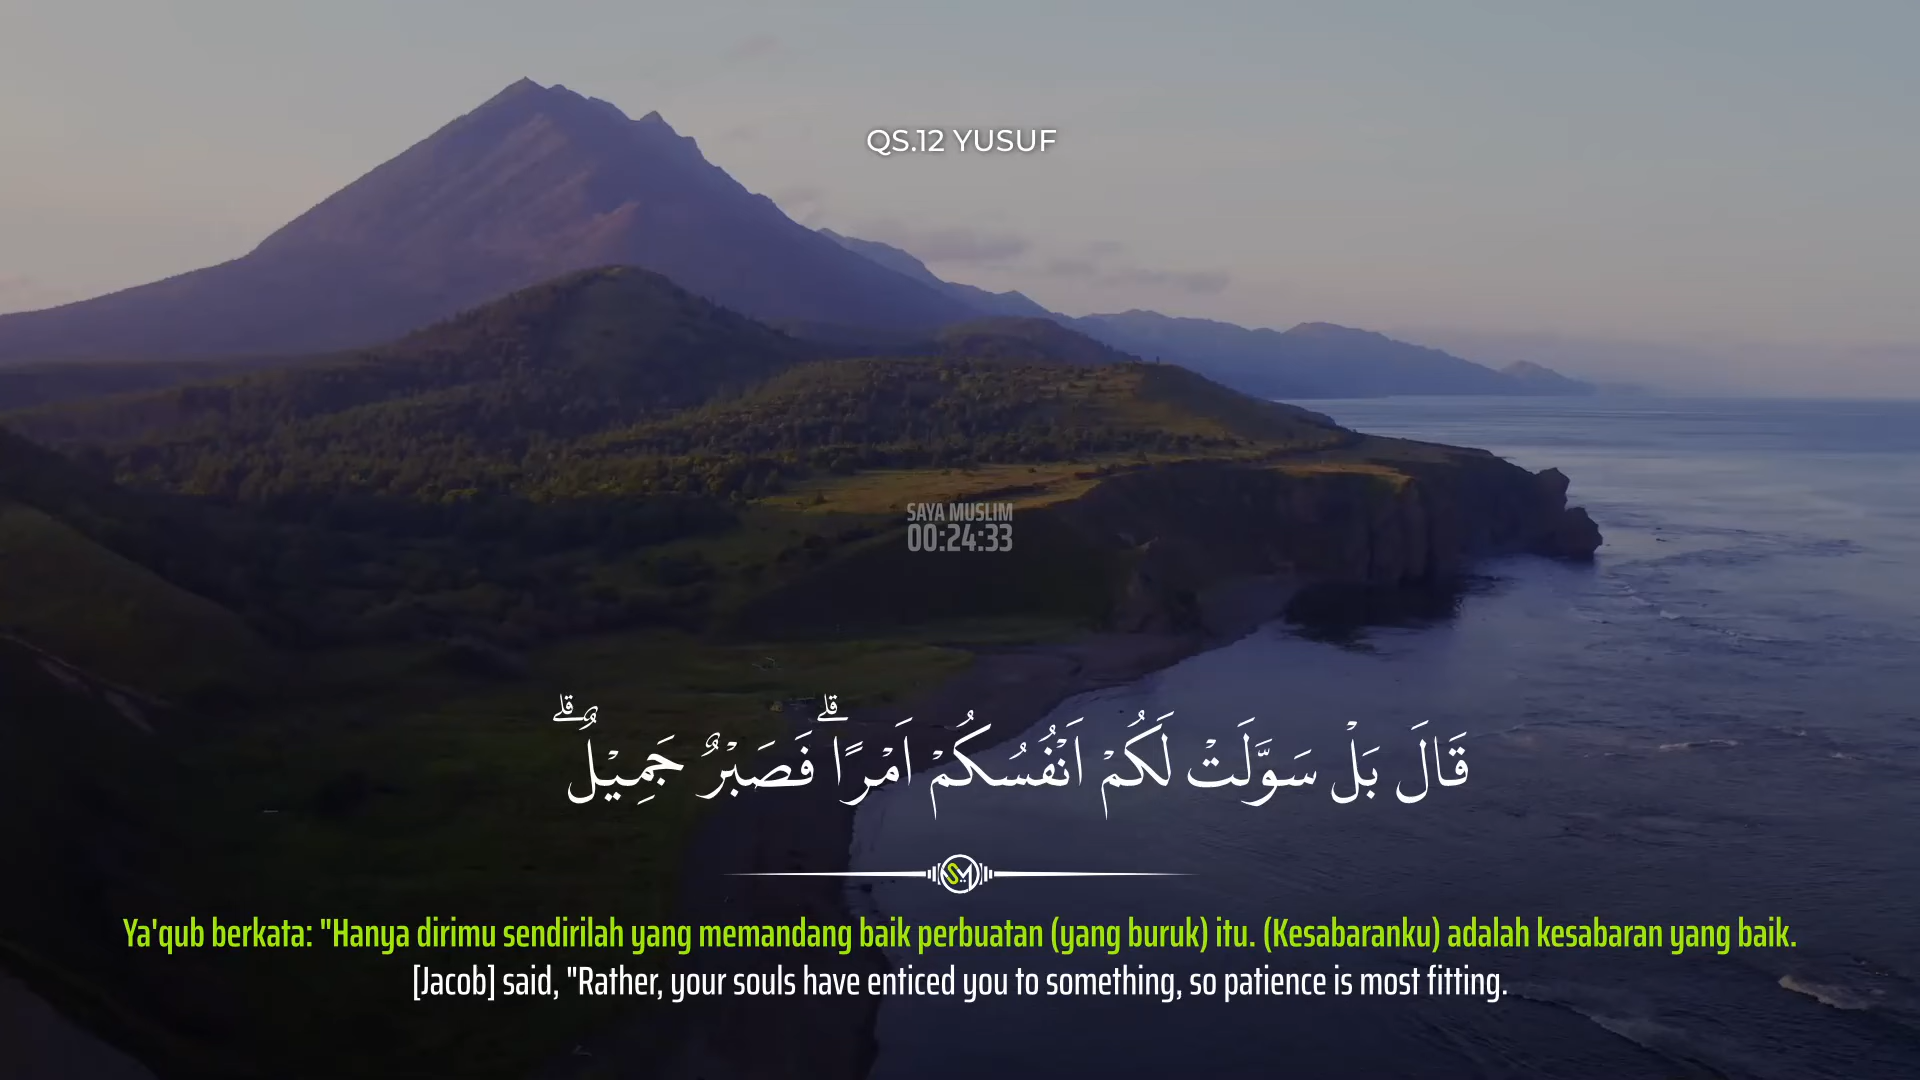 QS.12 YUSUF
SAYA MUSLIM
00:24:33
قَالَ بَلْ سَوَّلَتْ لَكُمْ اَنْفُسُكُمْ اَمْرًاۗ فَصَبْرٌ جَمِيْلٌۗ
SM
Ya'qub berkata: "Hanya dirimu sendirilah yang memandang baik perbuatan (yang buruk) itu. (Kesabaranku) adalah kesabaran yang baik.
[Jacob] said, "Rather, your souls have enticed you to something, so patience is most fitting.